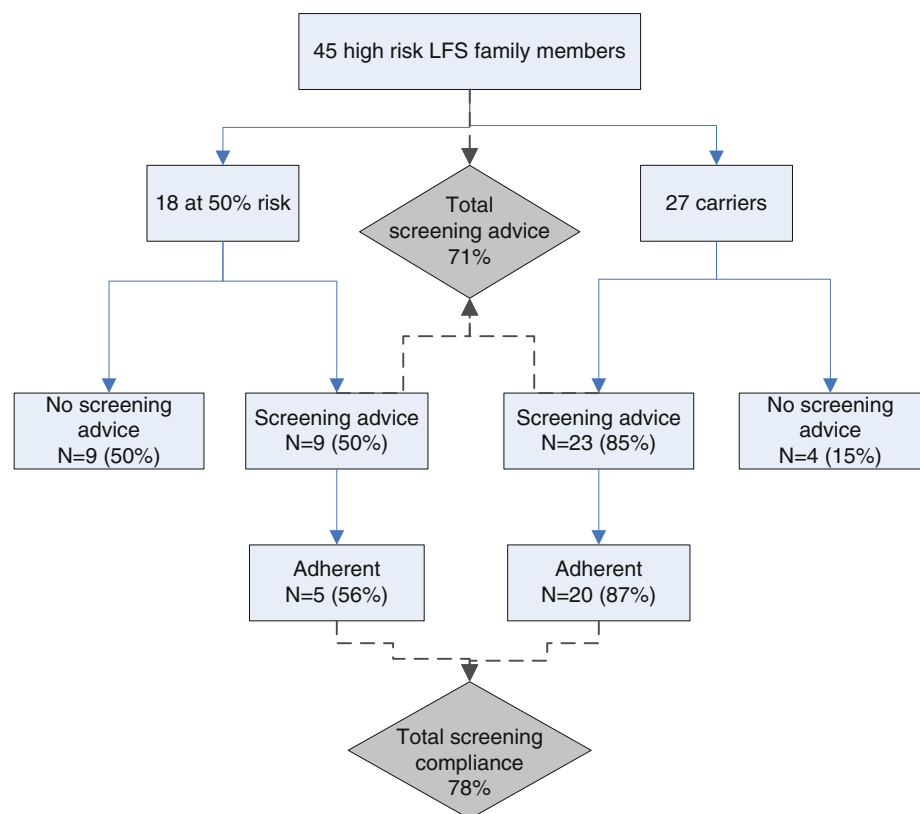 45 high risk LFS family members
18 at 50% risk
Total
screening advice
71%
27 carriers
No screening
advice
N=9 (50%)
Screening advice
N=9 (50%)
Screening advice
N=23 (85%)
No screening
advice
N=4 (15%)
Adherent
N=5 (56%)
Adherent
N=20 (87%)
Total screening
compliance
78%